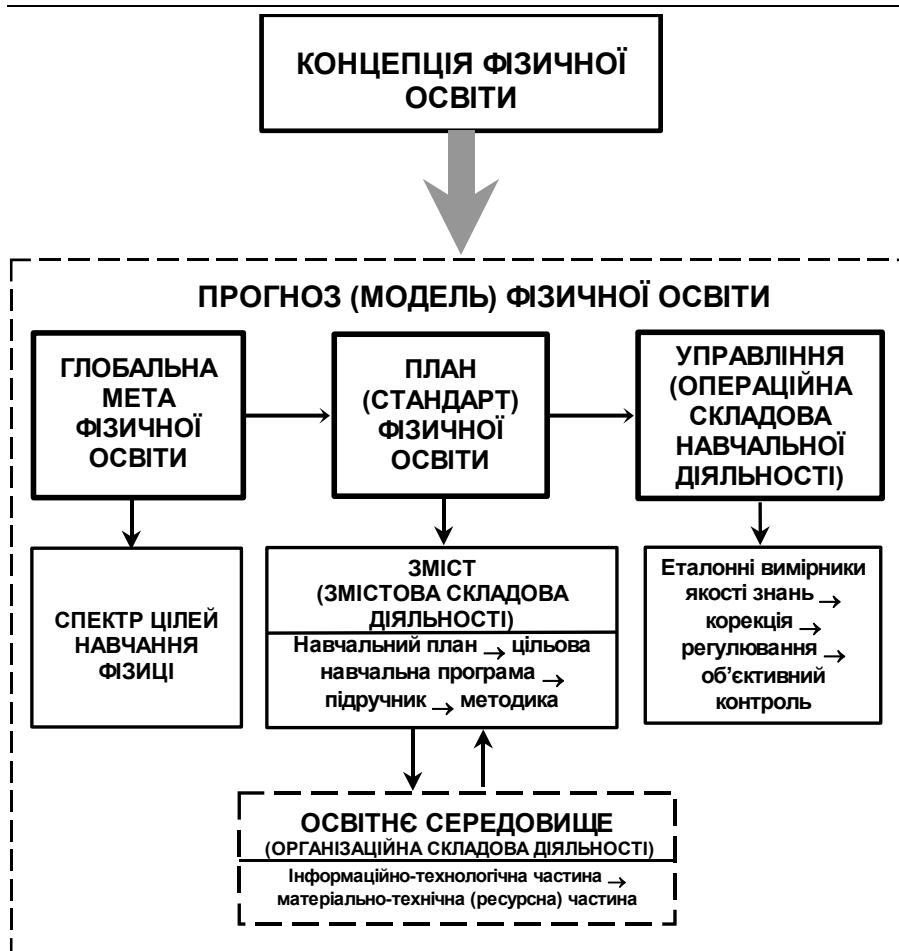 КОНЦЕПЦІЯ ФІЗИЧНОЇ
ОСВІТИ
ПРОГНОЗ (МОДЕЛЬ) ФІЗИЧНОЇ ОСВІТИ
ГЛОБАЛЬНА
МЕТА
ФІЗИЧНОЇ
ОСВІТИ
ПЛАН
(СТАНДАРТ)
ФІЗИЧНОЇ
ОСВІТИ
УПРАВЛІННЯ
(ОПЕРАЦІЙНА
СКЛАДОВА
НАВЧАЛЬНОЇ
ДІЯЛЬНОСТІ)
СПЕКТР ЦІЛЕЙ
НАВЧАННЯ
ФІЗИЦІ
ЗМІСТ
(ЗМІСТОВА СКЛАДОВА
ДІЯЛЬНОСТІ)
Навчальний план → цільова
навчальна програма →
підручник → методика
Еталонні вимірники
якості знань →
корекція →
регулювання →
об’єктивний
контроль
ОСВІТНЄ СЕРЕДОВИЩЕ
(ОРГАНІЗАЦІЙНА СКЛАДОВА ДІЯЛЬНОСТІ)
Інформаційно-технологічна частина →
матеріально-технічна (ресурсна) частина